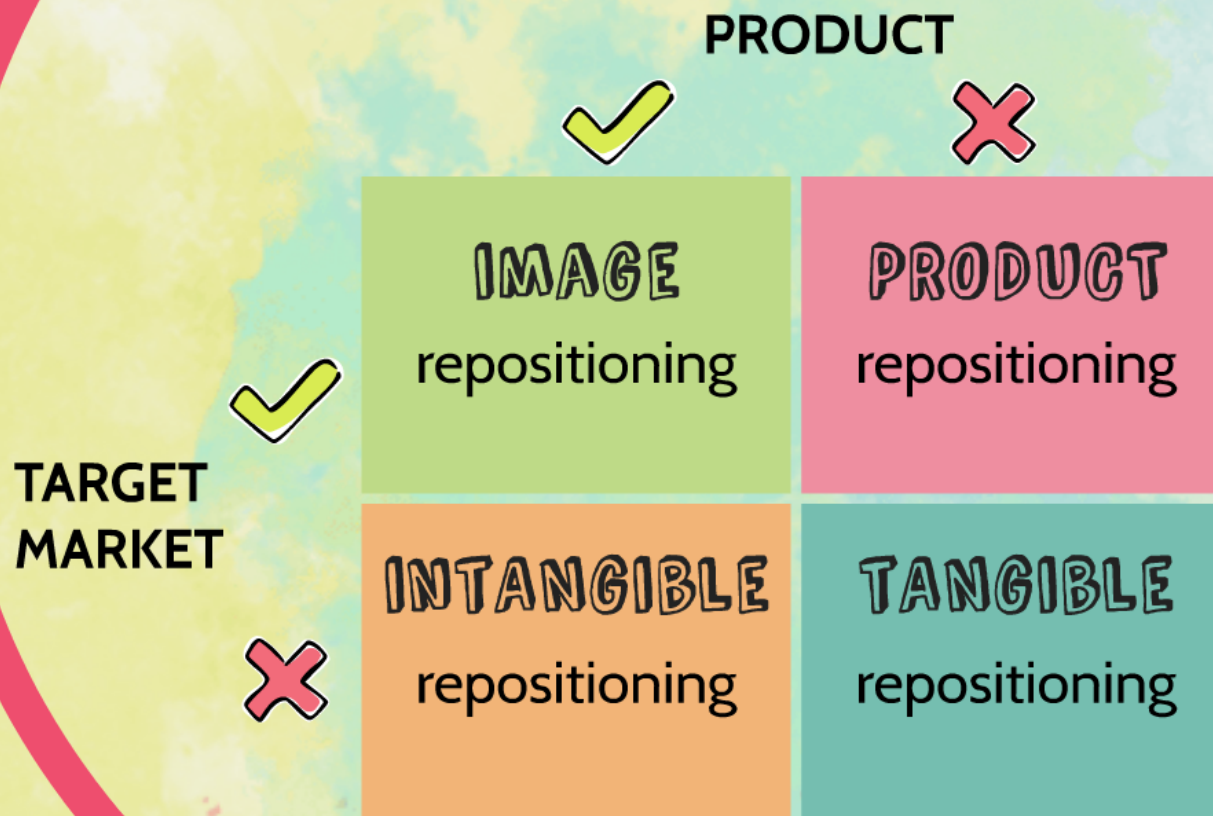 PRODUCT
IMAGE
repositioning
PRODUCT
repositioning
TARGET
MARKET
INTANGIBLE
repositioning
TANGIBLE
repositioning